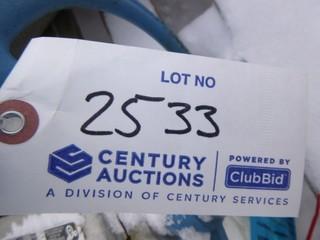 LOT NO
2533
CENTURY AUCTIONS
POWERED BY
ClubBid
A DIVISION OF CENTURY SERVICES